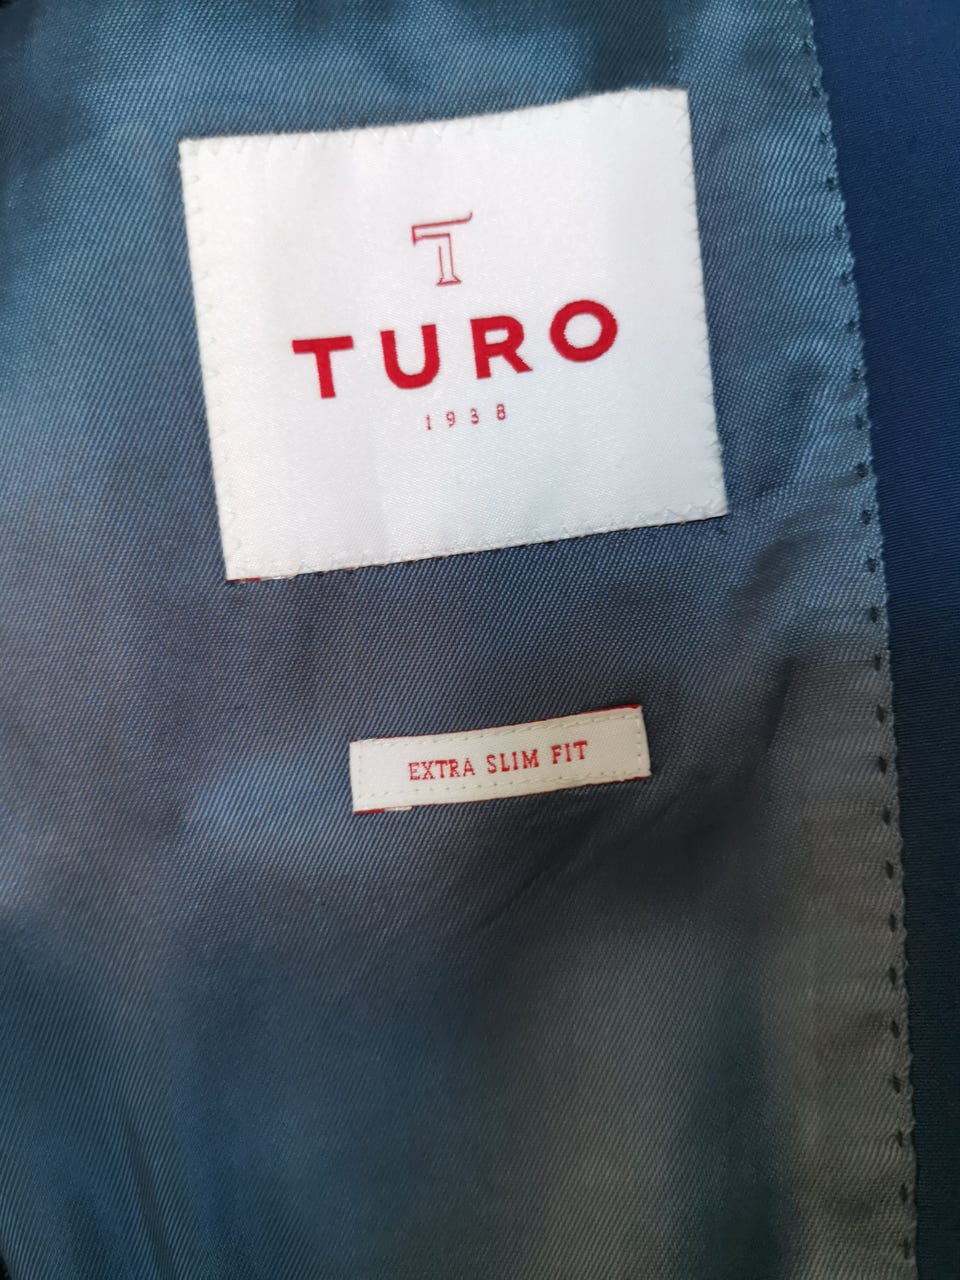 T
TURO
1938
EXTRA SLIM FIT